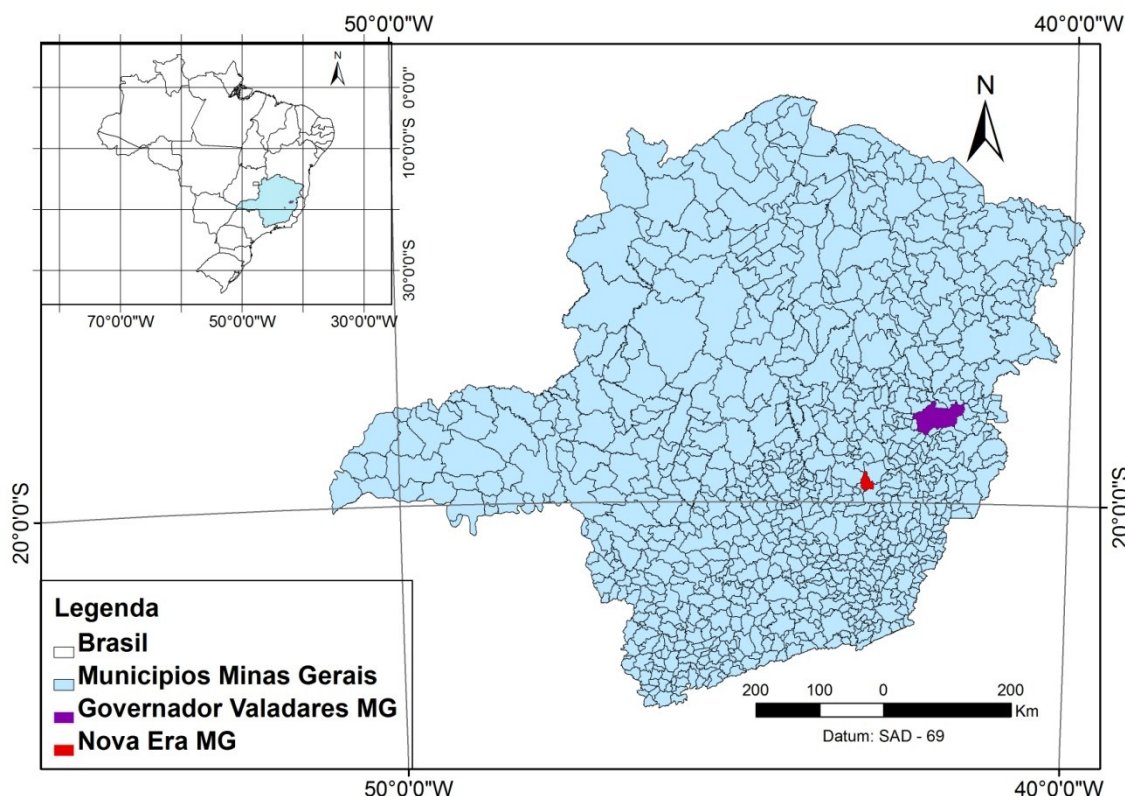 50°0'0"W
40°0'0"W
N
0°0'0"
10°0'0"S
30°0'0"S
70°0'0"W
50°0'0"W
30°0'0"W
N
20°0'0"S
20°0'0"S
Legenda
Brasil
Municipios Minas Gerais
Governador Valadares MG
Nova Era MG
200 100 0 200
Km
Datum: SAD - 69
50°0'0"W
40°0'0"W